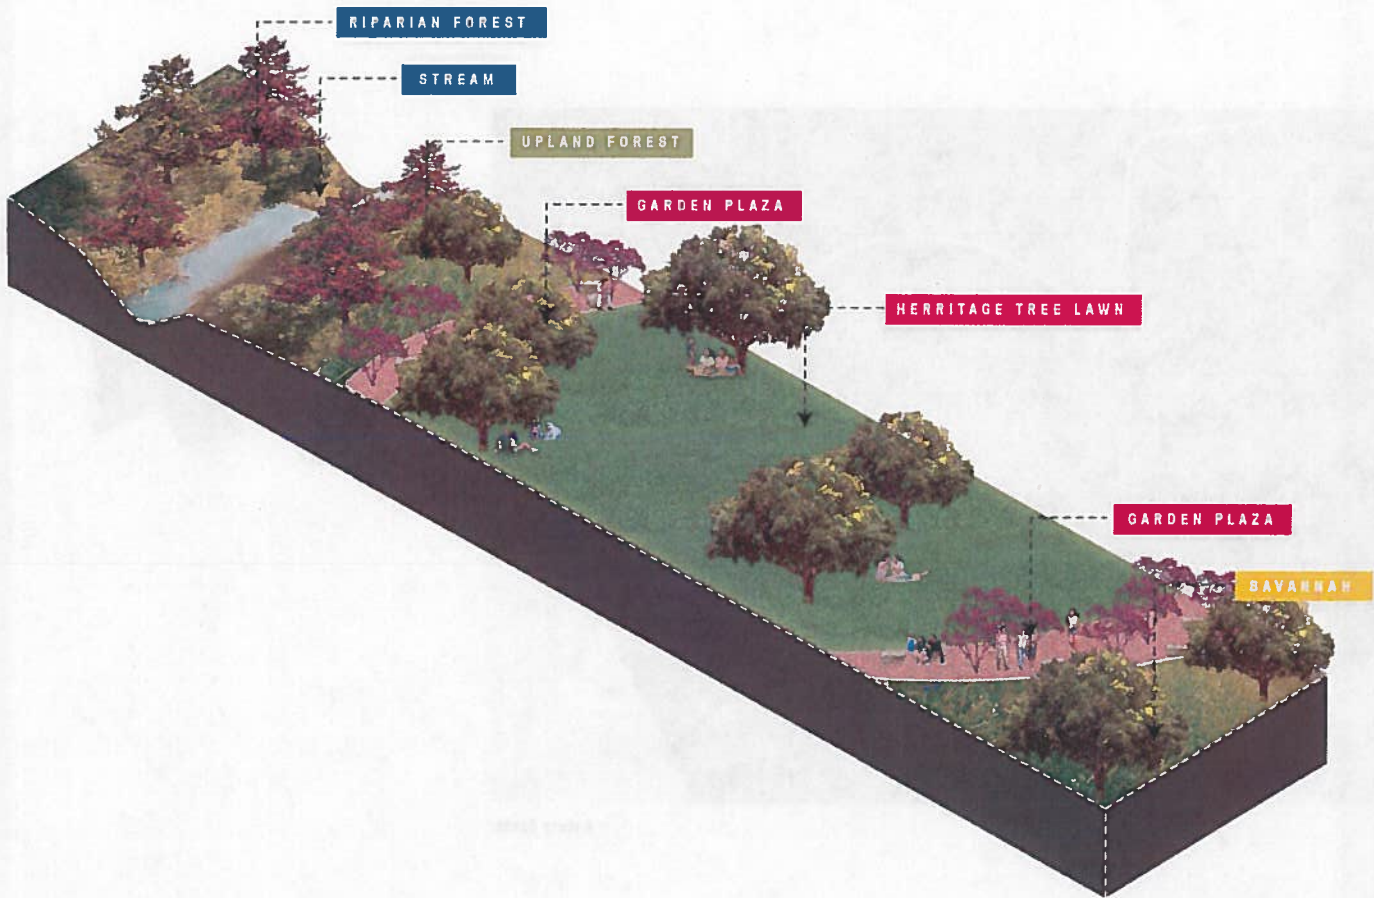 RIPARIAN FOREST
STREAM
UPLAND FOREST
GARDEN PLAZA
HERRITAGE TREE LAWN
GARDEN PLAZA
SAVANNAH